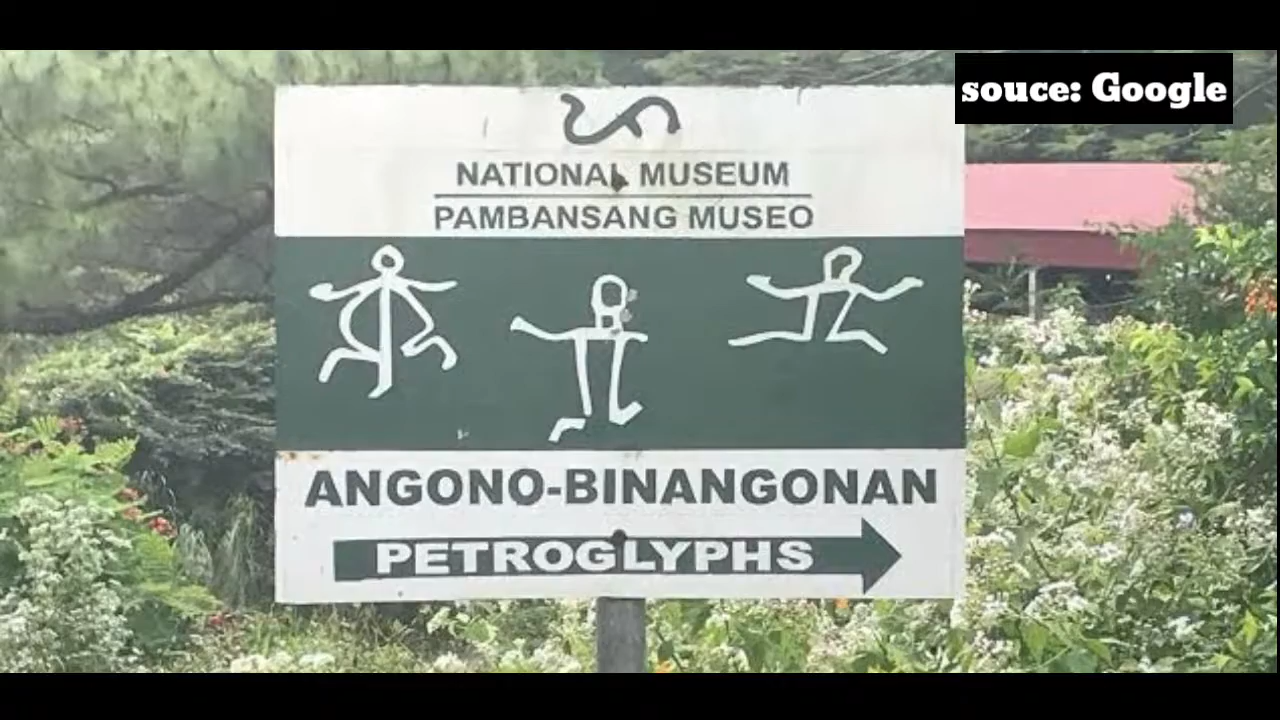 souce: Google
NATIONAL MUSEUM
PAMBANSANG MUSEO
ANGONO-BINANGONAN
PETROGLYPHS